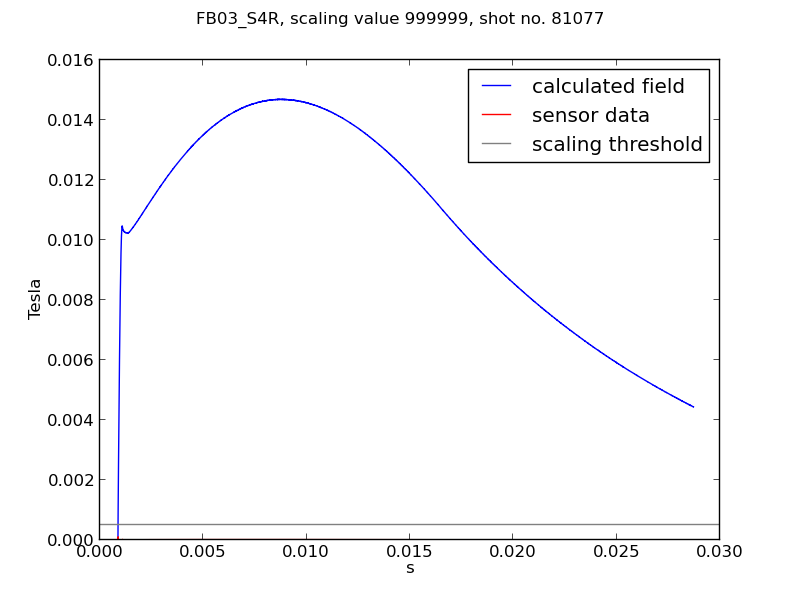 FB03_S4R, scaling value 999999, shot no. 81077
calculated field
sensor data
scaling threshold
Tesla
0.016
0.014
0.012
0.010
0.008
0.006
0.004
0.002
0.000
0.000 0.005 0.010 0.015 0.020 0.025 0.030
s